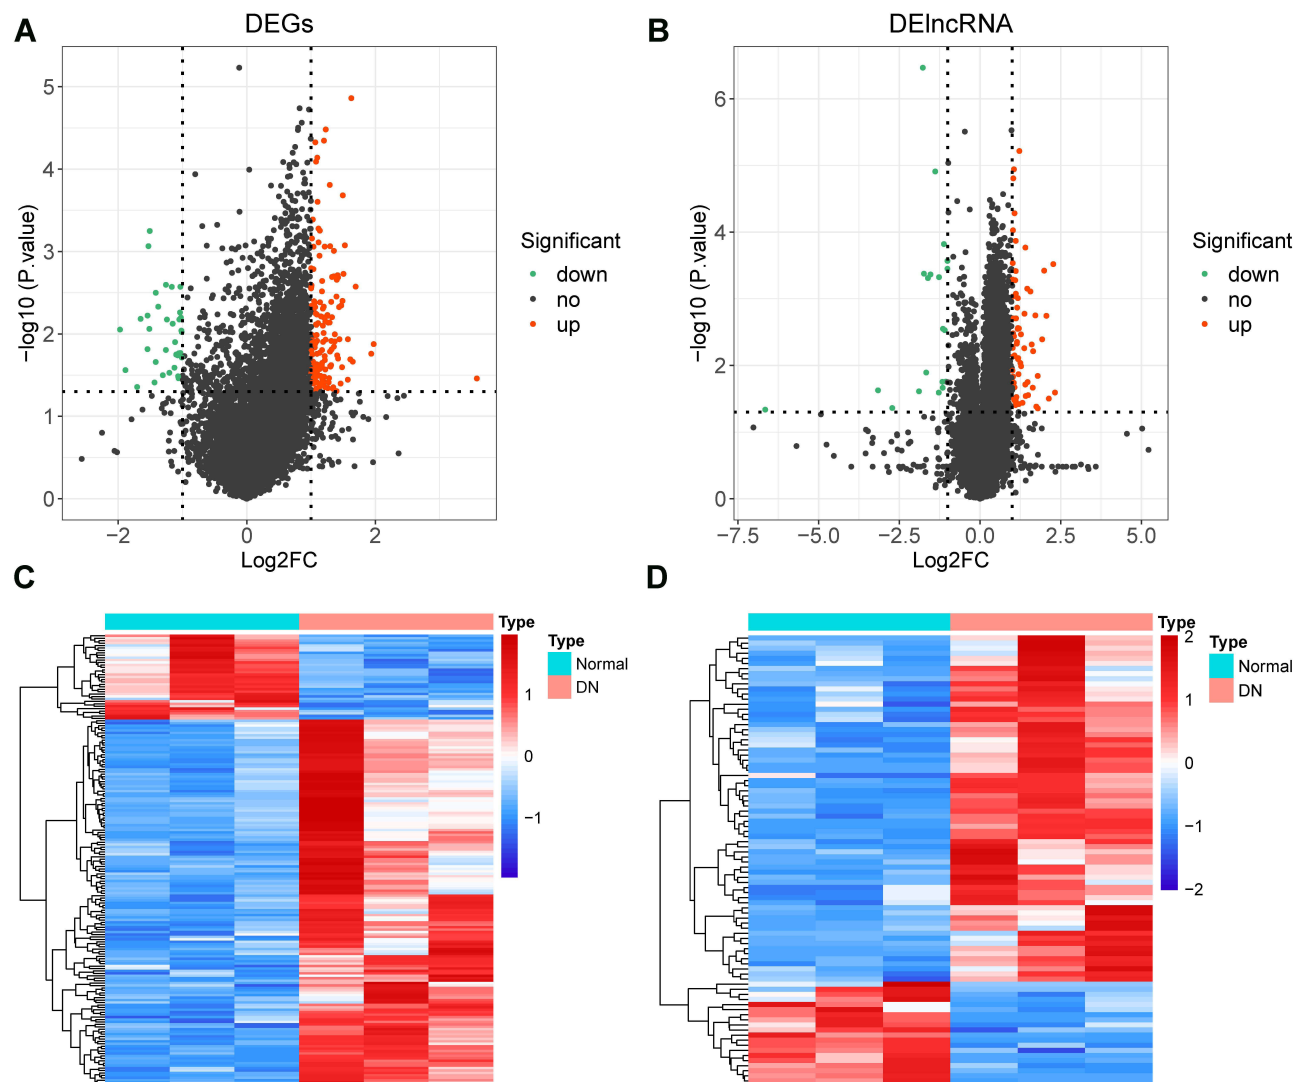 A
DEGs
−log10 (P.value)
5
4
3
2
1
0
−2
0
2
Log2FC
Significant
down
no
up
B
DElncRNA
−log10 (P.value)
6
4
2
0
−7.5
−5.0
−2.5
0.0
2.5
5.0
Log2FC
Significant
down
no
up
C
Type
1
0
−1
Type
Normal
DN
D
Type
2
1
0
−1
−2
Type
Normal
DN